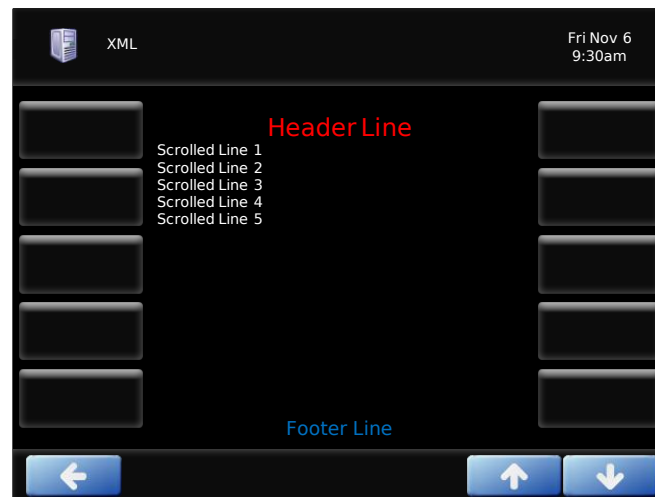 XML
Fri Nov 6
9:30am
Header Line
Scrolled Line 1
Scrolled Line 2
Scrolled Line 3
Scrolled Line 4
Scrolled Line 5
Footer Line